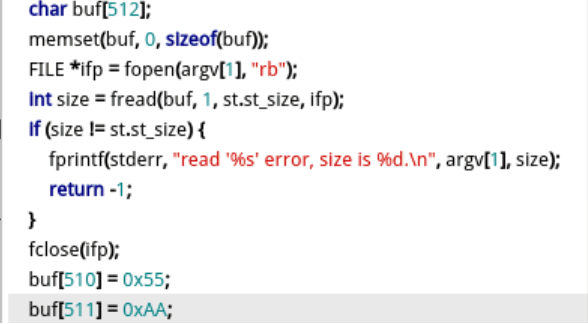 char buf[512];
memset(buf, 0, sizeof(buf));
FILE *ifp = fopen(argv[1], "rb");
int size = fread(buf, 1, st.st_size, ifp);
if (size != st.st_size) {
fprintf(stderr, "read '%s' error, size is %d.\n", argv[1], size);
return -1;
}
fclose(ifp);
buf[510] = 0x55;
buf[511] = 0xAA;